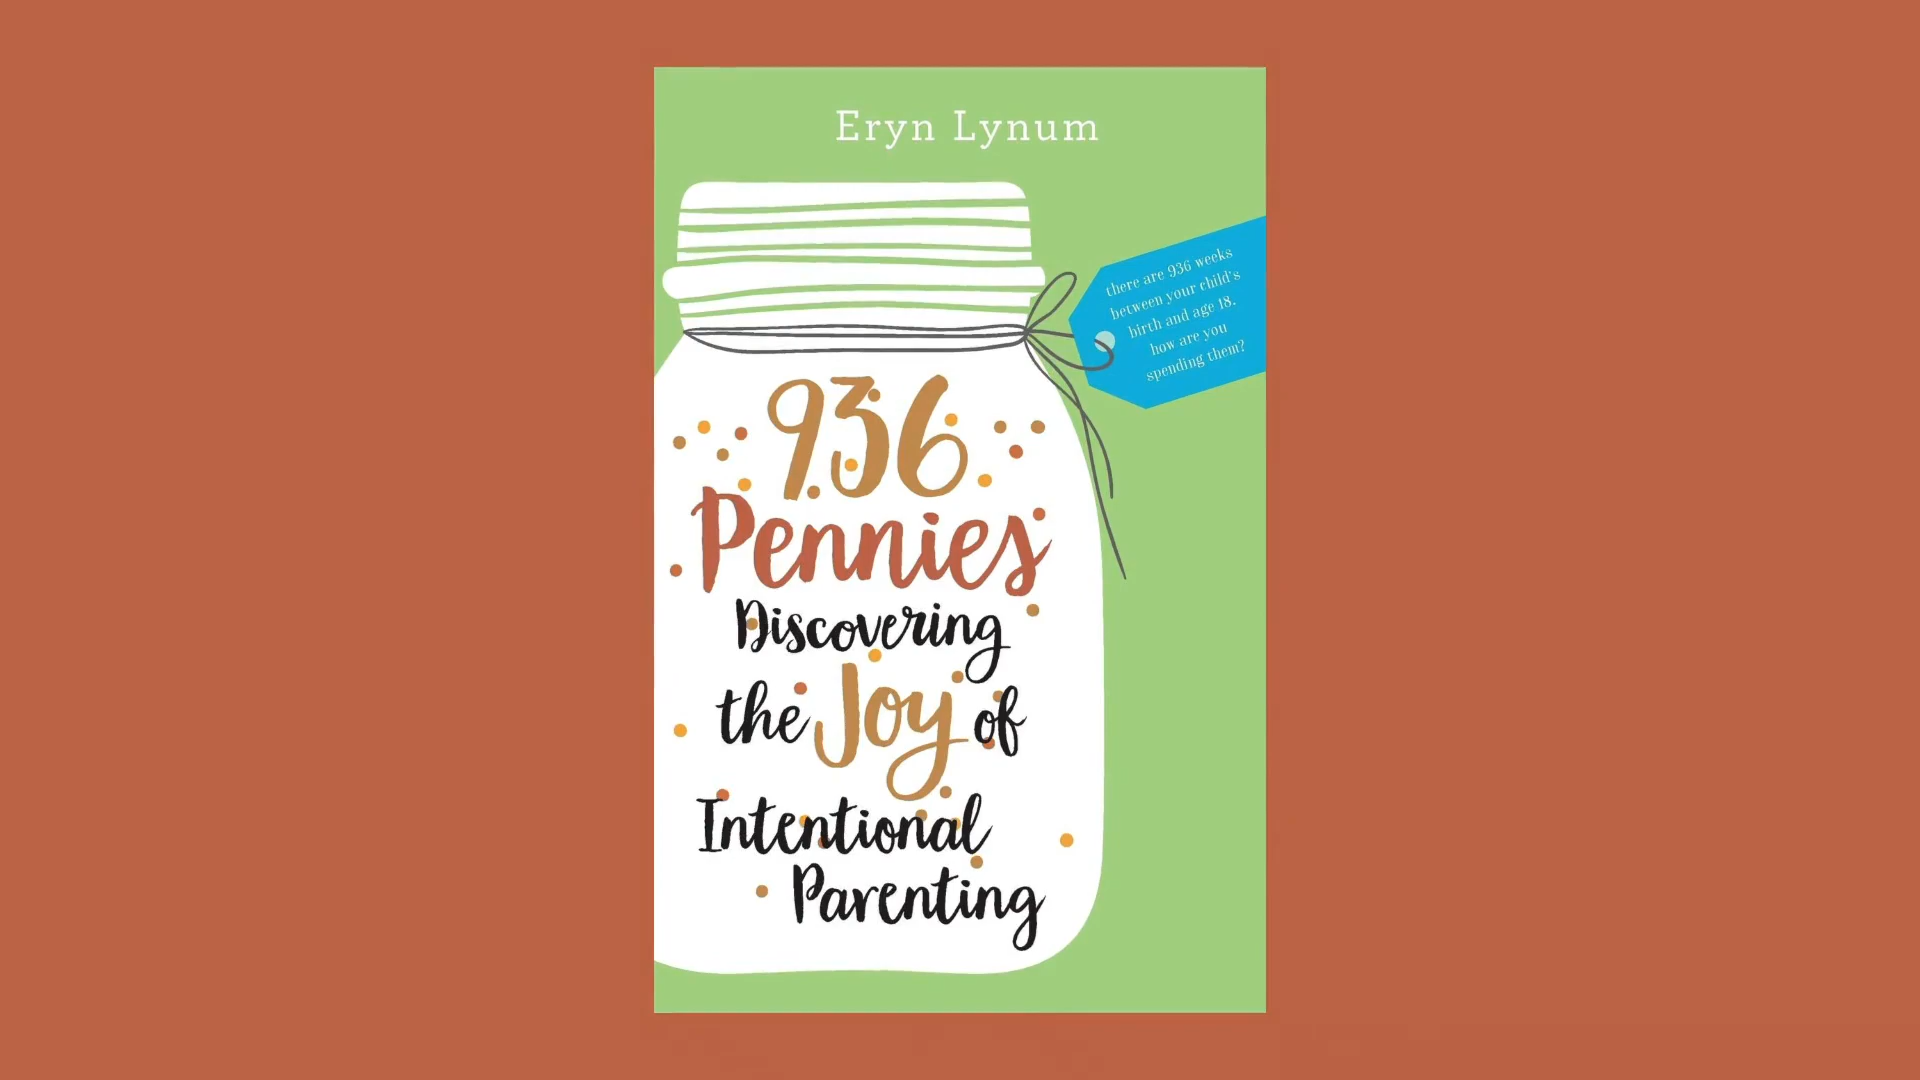 Eryn Lynum
there are 936 weeks
between your child's
birth and age 18.
how are you
spending them?
936
Pennies
Discovering
the Joy of
Intentional
Parenting